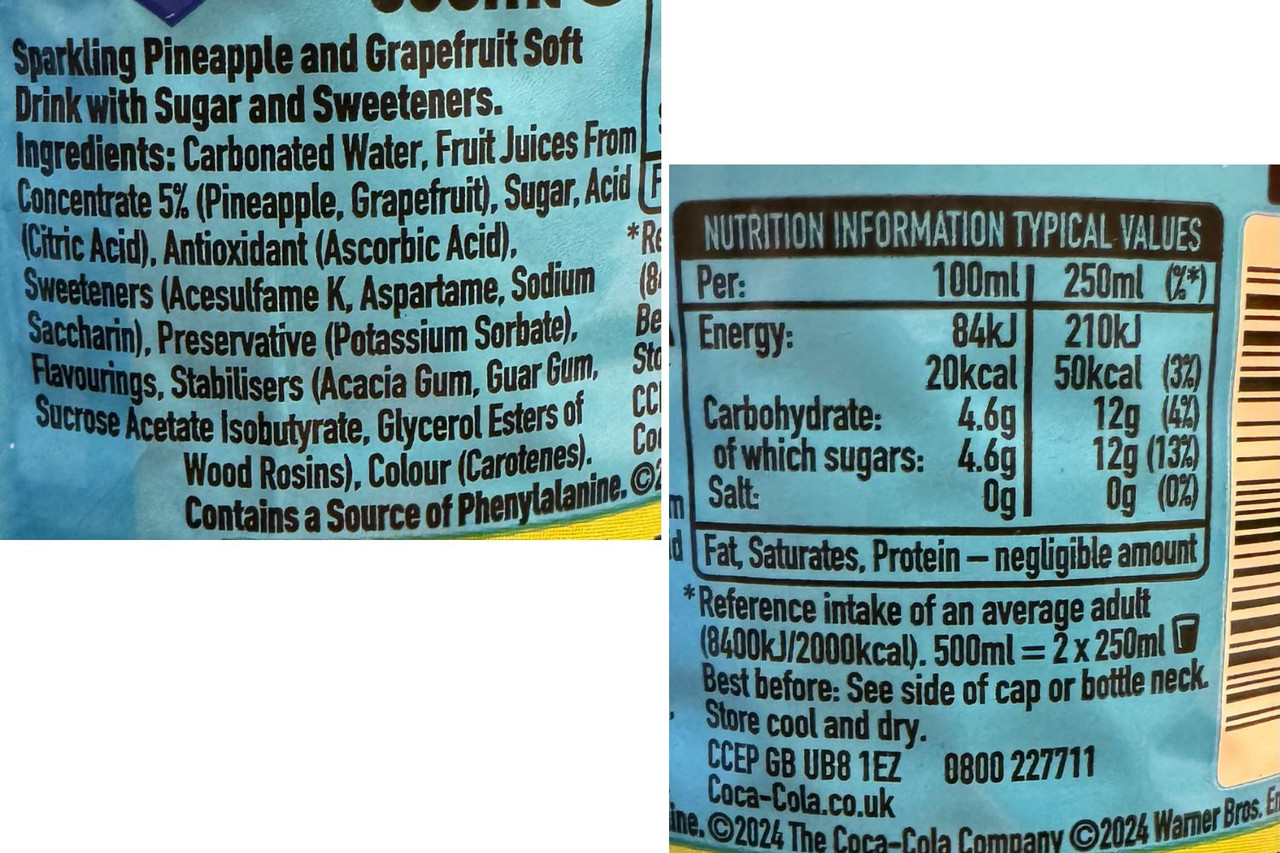 Sparkling Pineapple and Grapefruit Soft
Drink with Sugar and Sweeteners.
Ingredients: Carbonated Water, Fruit Juices From
Concentrate 5% (Pineapple, Grapefruit), Sugar, Acid
(Citric Acid), Antioxidant (Ascorbic Acid),
Sweeteners (Acesulfame K, Aspartame, Sodium
Saccharin), Preservative (Potassium Sorbate),
Flavourings, Stabilisers (Acacia Gum, Guar Gum,
Sucrose Acetate Isobutyrate, Glycerol Esters of
Wood Rosins), Colour (Carotenes).
Contains a Source of Phenylalanine.
NUTRITION INFORMATION TYPICAL VALUES
Per: 100ml 250ml (%*)
Energy: 84kJ 210kJ
20kcal 50kcal (3%)
Carbohydrate: 4.6g 12g (4%)
of which sugars: 4.6g 12g (13%)
Salt: 0g 0g (0%)
Fat, Saturates, Protein – negligible amount
*Reference intake of an average adult
(8400kJ/2000kcal). 500ml = 2 x 250ml
Best before: See side of cap or bottle neck.
Store cool and dry.
CCEP GB UB8 1EZ 0800 227711
Coca-Cola.co.uk
©2024 The Coca-Cola Company ©2024 Warner Bros.